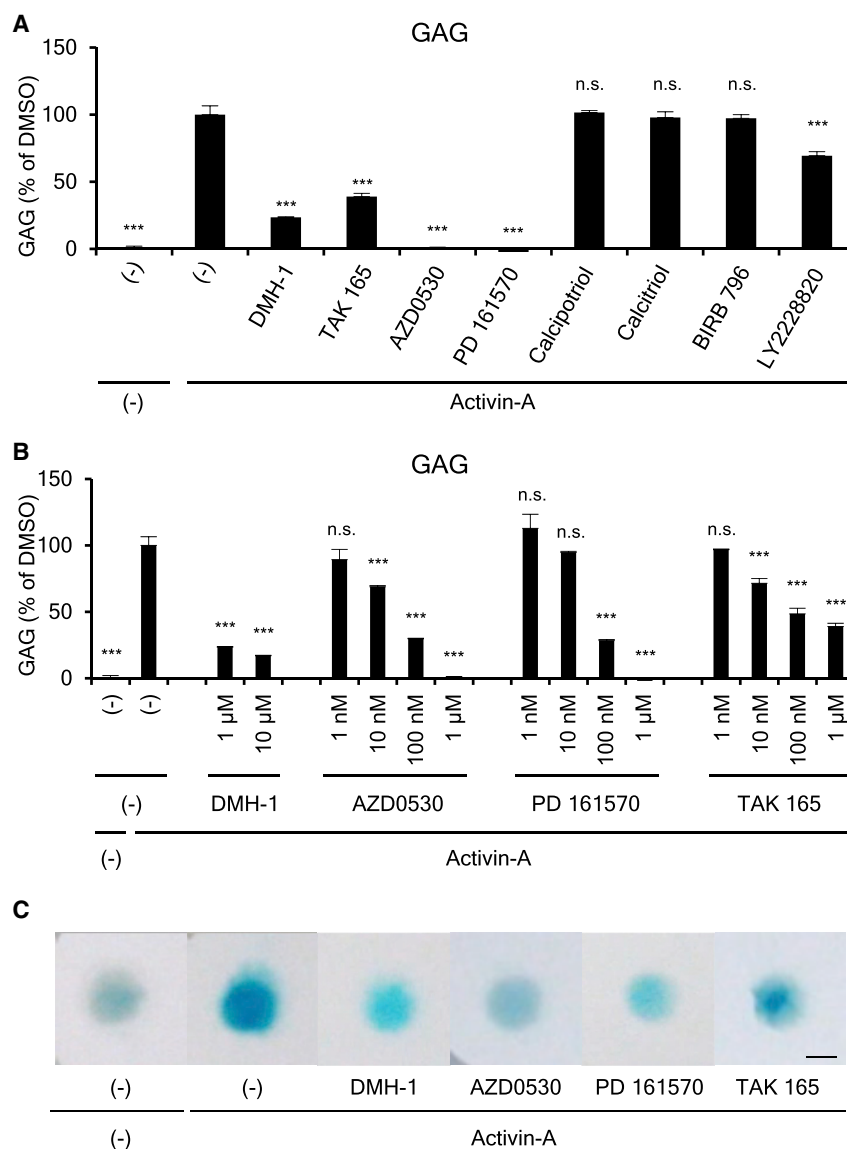 A
GAG
GAG (% of DMSO)
150
100
50
0
***
***
***
***
***
n.s.
n.s.
n.s.
***
(-)
(-)
DMH-1
TAK 165
AZD0530
PD 161570
Calcipotriol
Calcitriol
BIRB 796
LY2228820
(-)
Activin-A
B
GAG
GAG (% of DMSO)
150
100
50
0
***
***
***
n.s.
***
***
***
n.s.
n.s.
***
***
n.s.
***
***
***
(-)
(-)
1 µM
10 µM
1 nM
10 nM
100 nM
1 µM
1 nM
10 nM
100 nM
1 µM
1 nM
10 nM
100 nM
1 µM
(-)
DMH-1
AZD0530
PD 161570
TAK 165
(-)
Activin-A
C
(-)
(-)
DMH-1
AZD0530
PD 161570
TAK 165
(-)
Activin-A